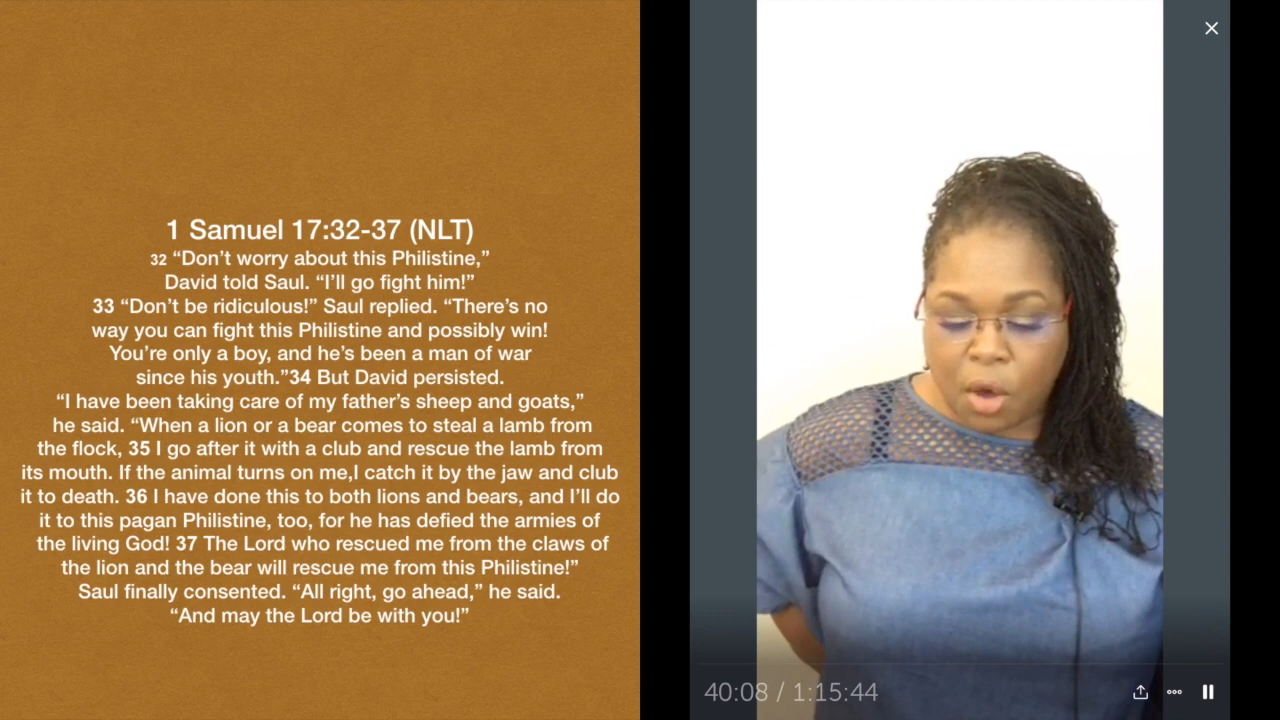 1 Samuel 17:32-37 (NLT)
32 “Don’t worry about this Philistine,”
David told Saul. “I’ll go fight him!”
33 “Don’t be ridiculous!” Saul replied. “There’s no
way you can fight this Philistine and possibly win!
You’re only a boy, and he’s been a man of war
since his youth.”34 But David persisted.
“I have been taking care of my father’s sheep and goats,”
he said. “When a lion or a bear comes to steal a lamb from
the flock, 35 I go after it with a club and rescue the lamb from
its mouth. If the animal turns on me,I catch it by the jaw and club
it to death. 36 I have done this to both lions and bears, and I’ll do
it to this pagan Philistine, too, for he has defied the armies of
the living God! 37 The Lord who rescued me from the claws of
the lion and the bear will rescue me from this Philistine!”
Saul finally consented. “All right, go ahead,” he said.
“And may the Lord be with you!”
40:08 / 1:15:44